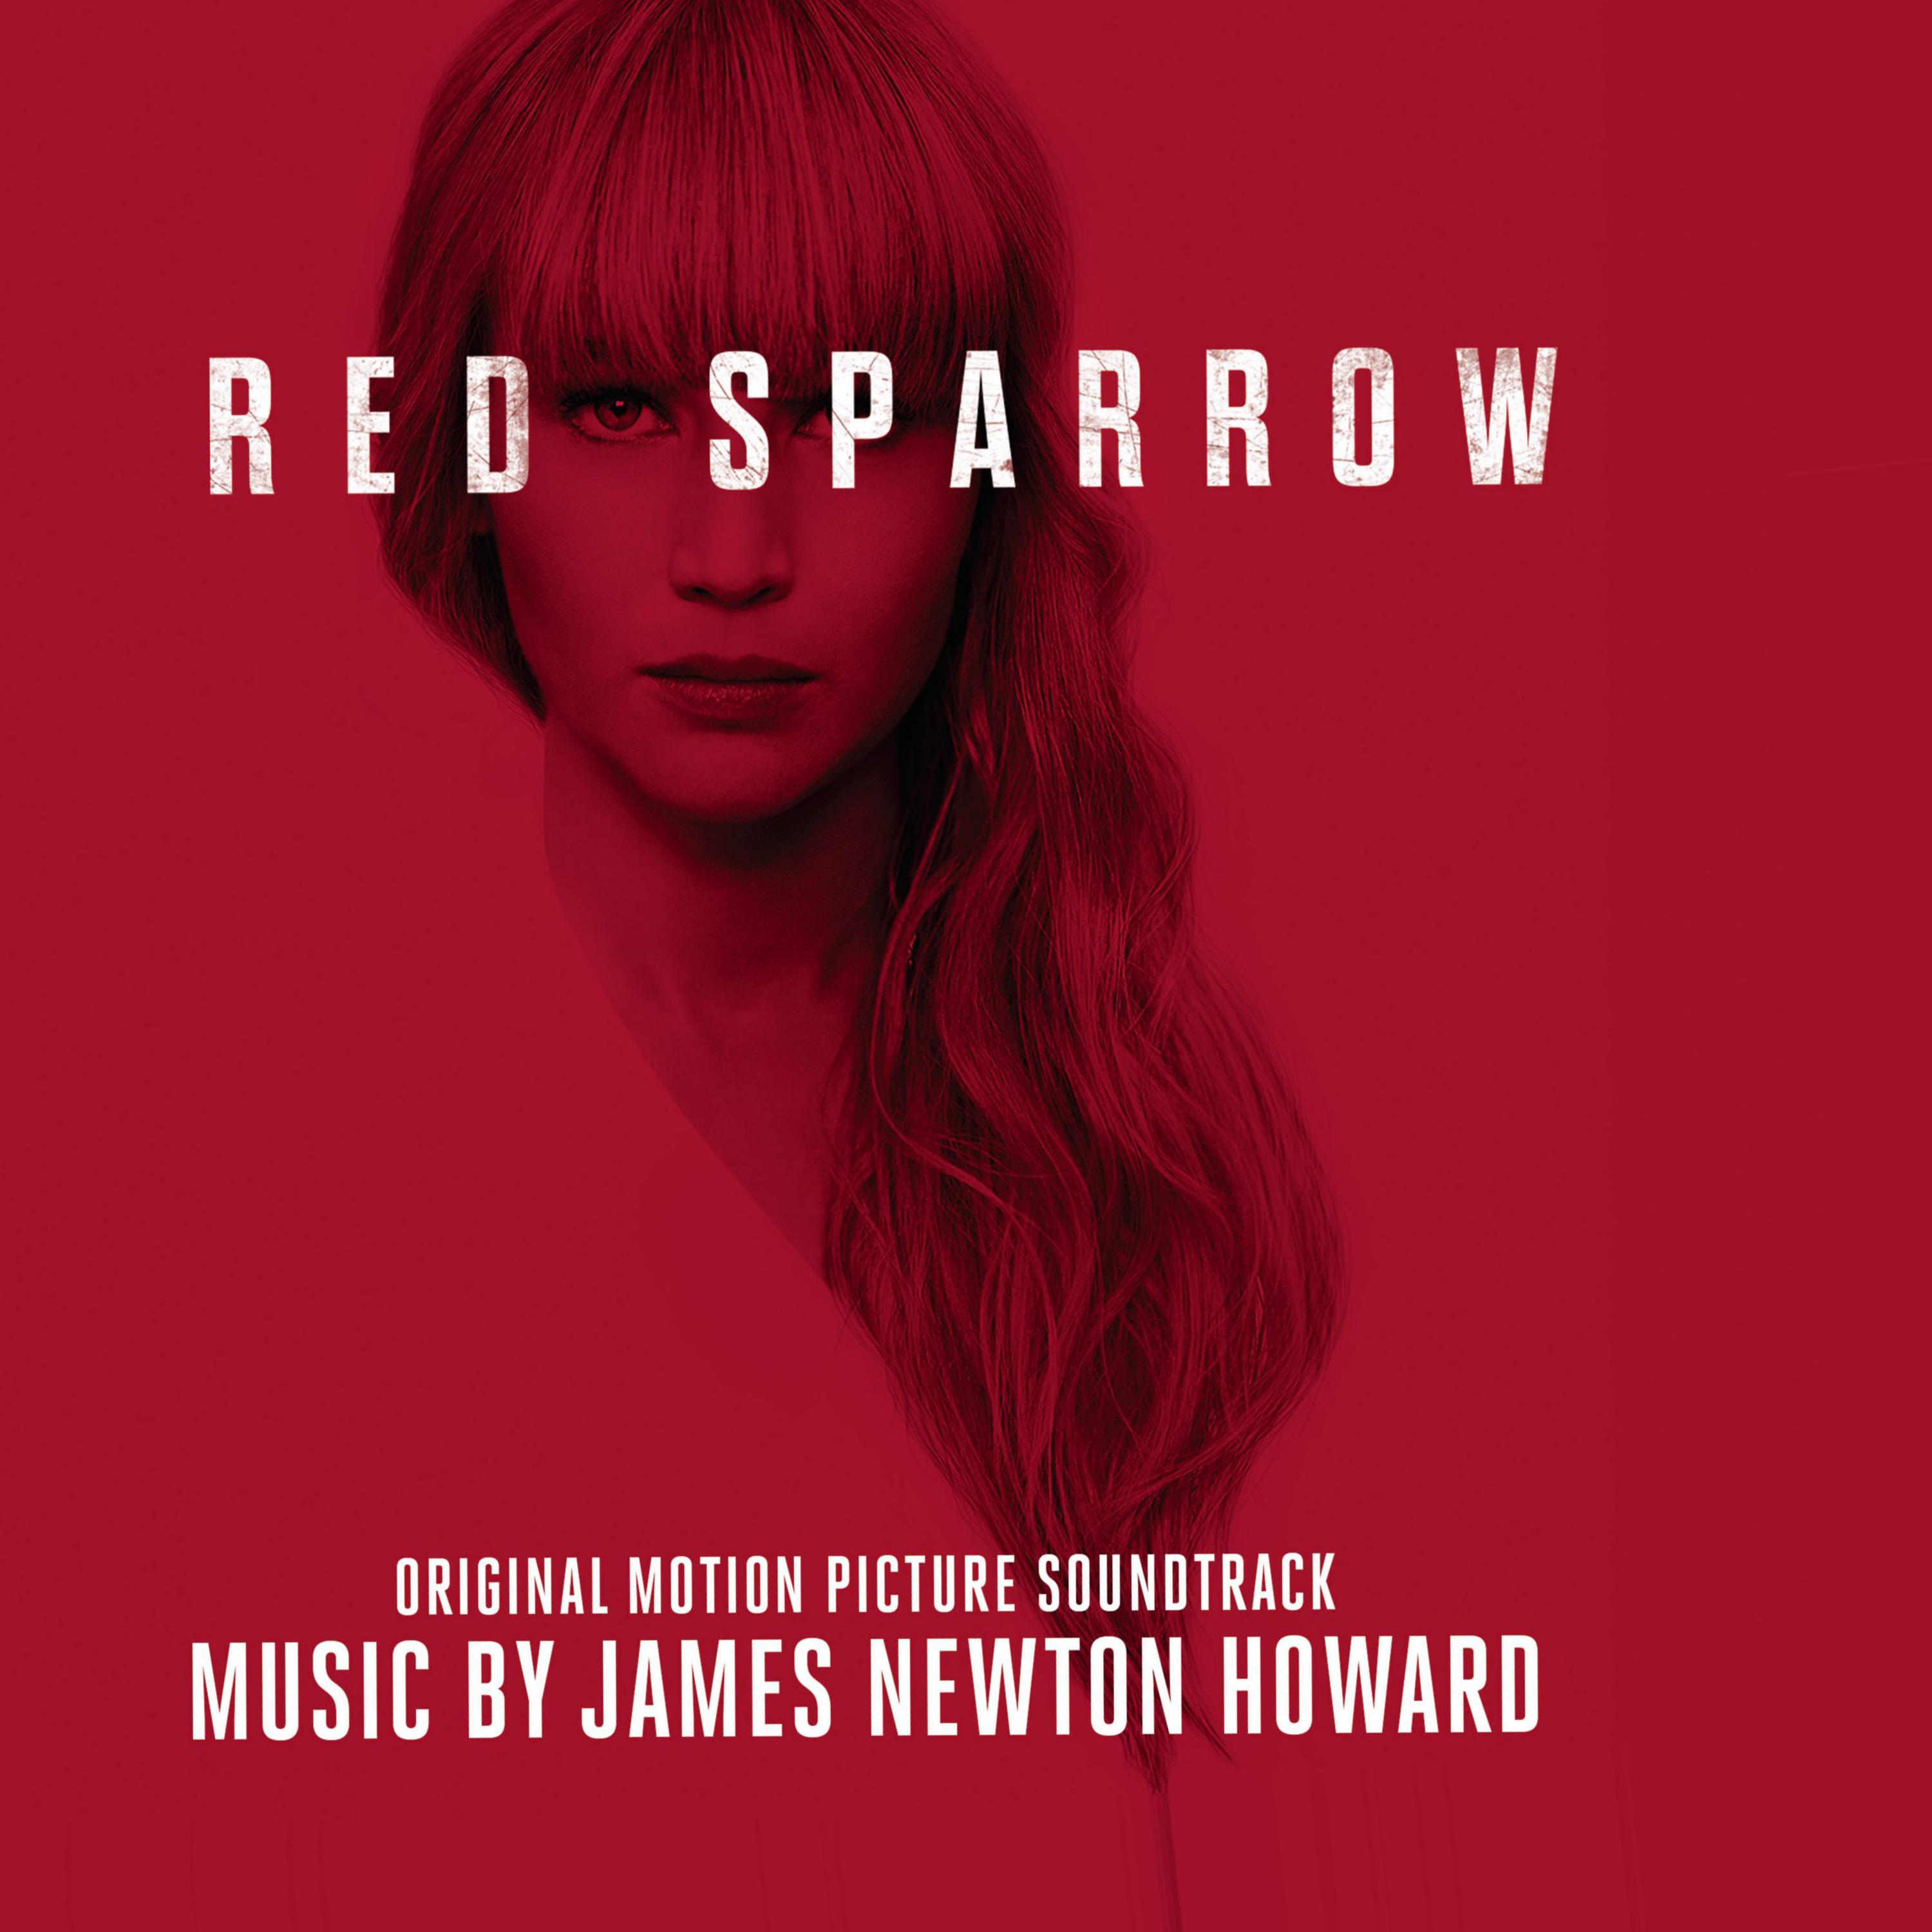 RED SPARROW
ORIGINAL MOTION PICTURE SOUNDTRACK
MUSIC BY JAMES NEWTON HOWARD